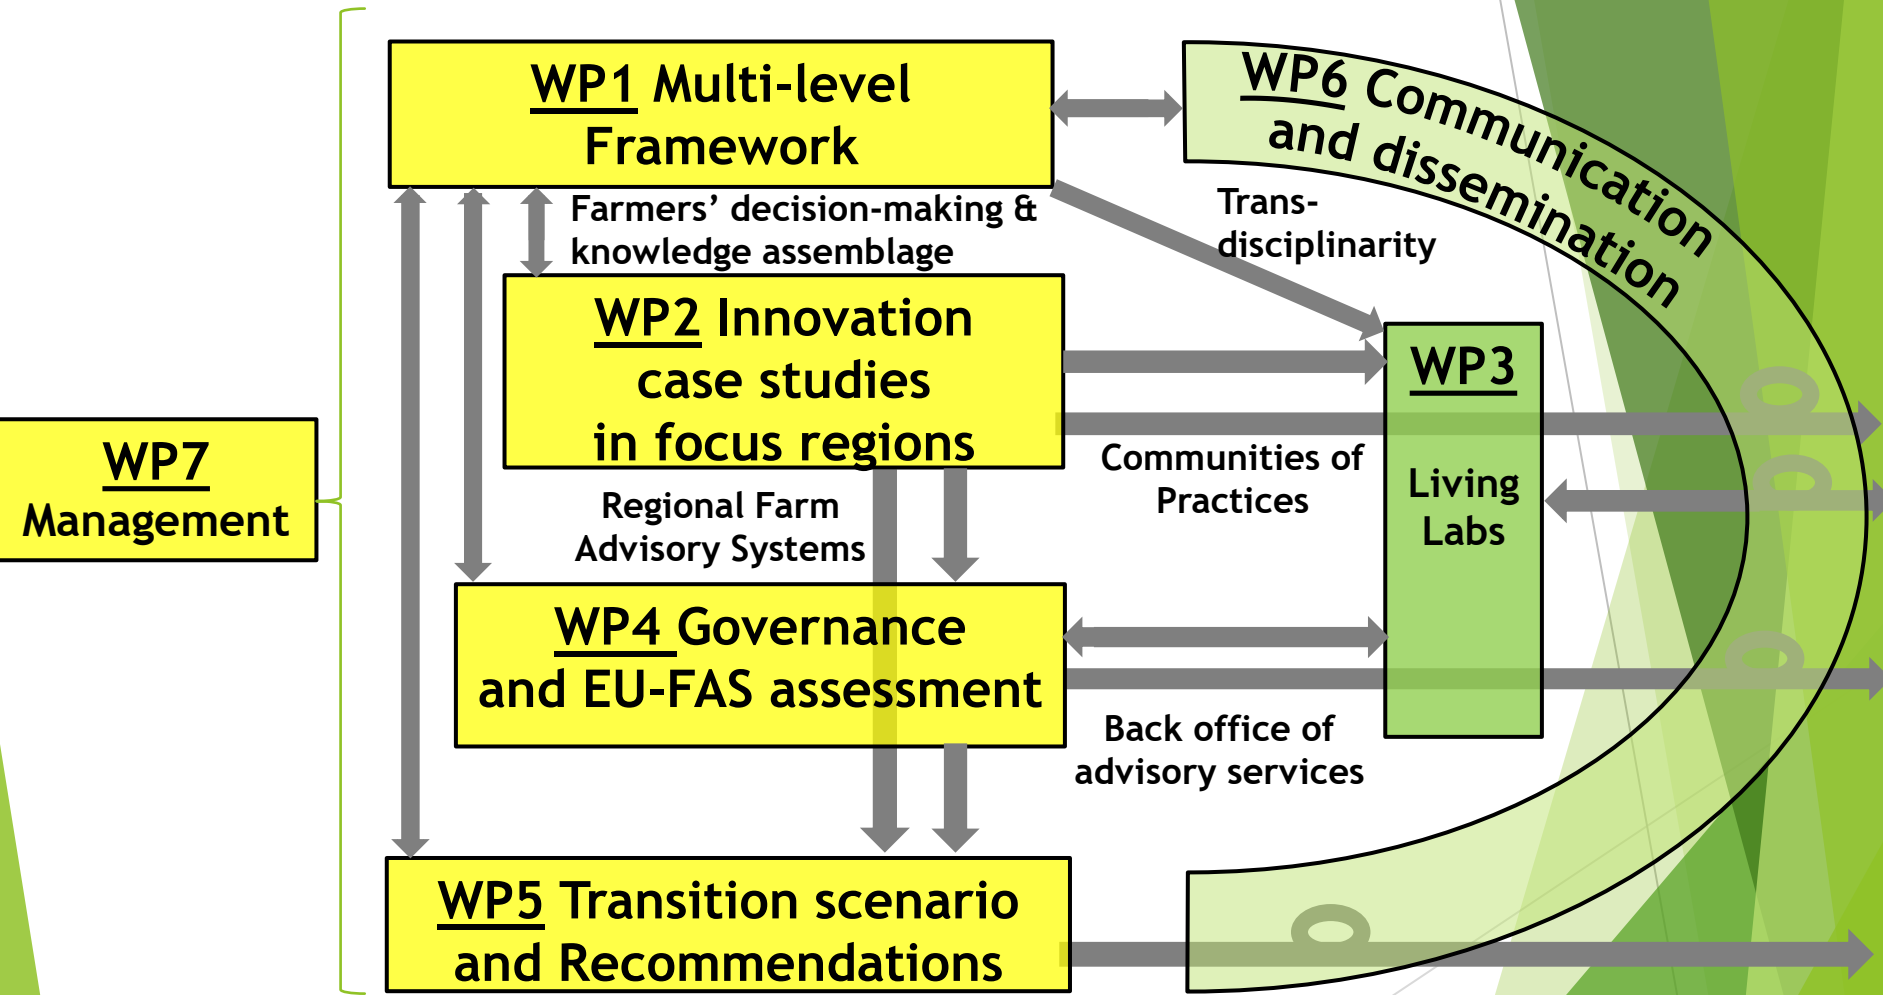 WP1 Multi-level
Framework
WP6 Communication
and dissemination
Farmers’ decision-making &
knowledge assemblage
Trans-
disciplinarity
WP2 Innovation
case studies
in focus regions
WP3
Living
Labs
WP7
Management
Communities of
Practices
Regional Farm
Advisory Systems
WP4 Governance
and EU-FAS assessment
Back office of
advisory services
WP5 Transition scenario
and Recommendations